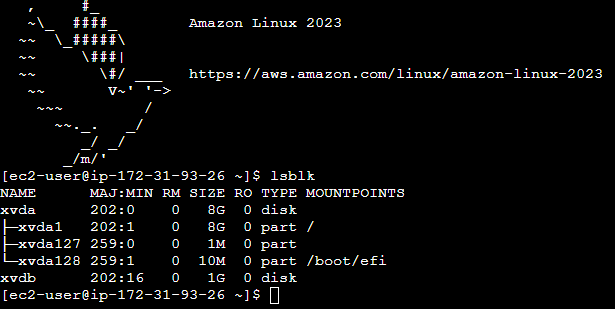 ,     #_
   ~\_  ####_        Amazon Linux 2023
  ~~  \_#####\
  ~~     \###|
  ~~       \#/ ___   https://aws.amazon.com/linux/amazon-linux-2023
   ~~       V~' '->
    ~~~         /
      ~~._.   _/
         _/ _/
       _/m/'
[ec2-user@ip-172-31-93-26 ~]$ lsblk
NAME      MAJ:MIN RM SIZE RO TYPE MOUNTPOINTS
xvda      202:0    0   8G  0 disk
├─xvda1   202:1    0   8G  0 part /
├─xvda127 259:0    0   1M  0 part
└─xvda128 259:1    0  10M  0 part /boot/efi
xvdb      202:16   0   1G  0 disk
[ec2-user@ip-172-31-93-26 ~]$